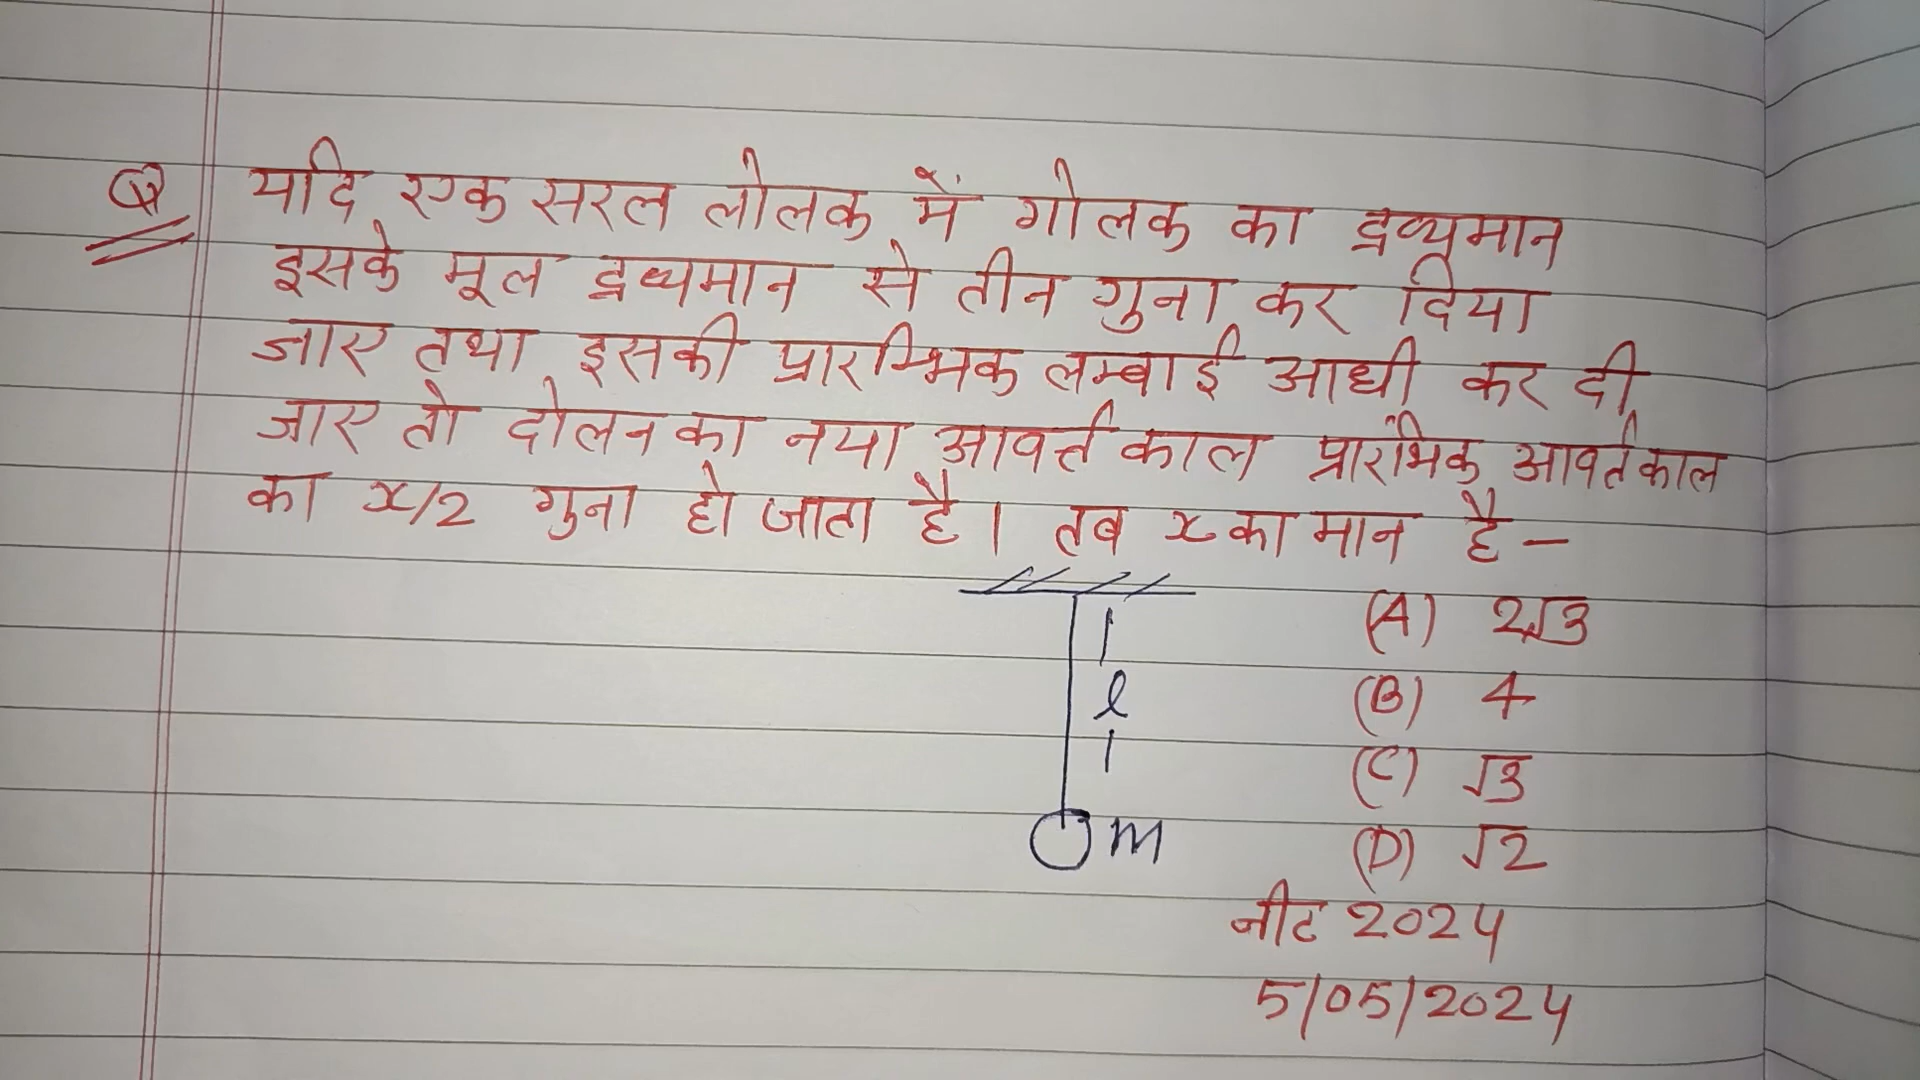 Q यदि एक सरल लोलक में गोलक का द्रव्यमान
इसके मूल द्रव्यमान से तीन गुना कर दिया
जाए तथा इसकी प्रारम्भिक लम्बाई आधी कर दी
जाए तो दोलन का नया आवर्त्त काल प्रारंभिक आवर्तकाल
का x/2 गुना हो जाता है। तब x का मान है –
(A) 2√3
l
(B) 4
(C) √3
m
(D) √2
नीट 2024
5/05/2024